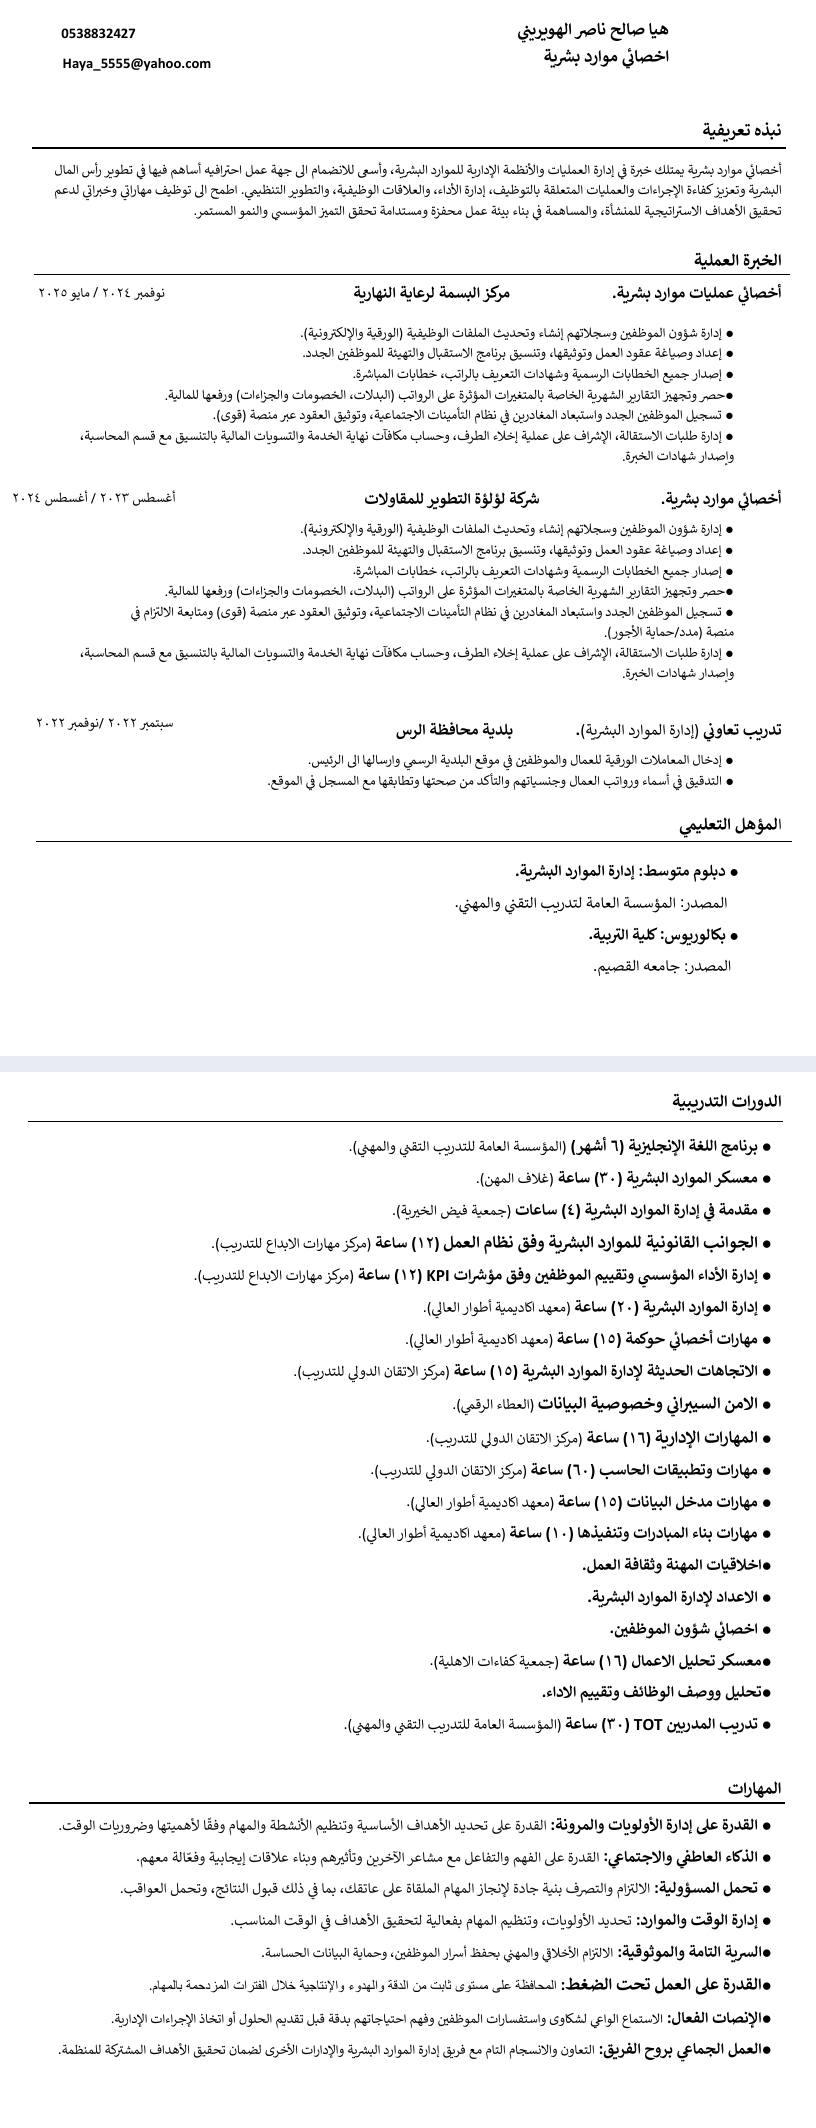 هيا صالح ناصر الهويريني
0538832427
اخصائي موارد بشرية
Haya_5555@yahoo.com
نبذه تعريفية
أخصائي موارد بشرية يمتلك خبرة في إدارة العمليات والأنظمة الإدارية للموارد البشرية، وأسعى للانضمام الى جهة عمل احترافيه أساهم فيها في تطوير رأس المال
البشرية وتعزيز كفاءة الإجراءات والعمليات المتعلقة بالتوظيف، إدارة الأداء، والعلاقات الوظيفية، والتطوير التنظيمي. اطمح الى توظيف مهاراتي وخبراتي لدعم
تحقيق الأهداف الاستراتيجية للمنشأة، والمساهمة في بناء بيئة عمل محفزة ومستدامة تحقق التميز المؤسسي والنمو المستمر.
الخبرة العملية
أخصائي عمليات موارد بشرية. مركز البسمة لرعاية النهارية نوفمبر ٢٠٢٤ / مايو ٢٠٢٥
● إدارة شؤون الموظفين وسجلاتهم إنشاء وتحديث الملفات الوظيفية (الورقية والإلكترونية).
● إعداد وصياغة عقود العمل وتوثيقها، وتنسيق برنامج الاستقبال والتهيئة للموظفين الجدد.
● إصدار جميع الخطابات الرسمية وشهادات التعريف بالراتب، خطابات المباشرة.
●حصر وتجهيز التقارير الشهرية الخاصة بالمتغيرات المؤثرة على الرواتب (البدلات، الخصومات والجزاءات) ورفعها للمالية.
● تسجيل الموظفين الجدد واستبعاد المغادرين في نظام التأمينات الاجتماعية، وتوثيق العقود عبر منصة (قوى).
● إدارة طلبات الاستقالة، الإشراف على عملية إخلاء الطرف، وحساب مكافآت نهاية الخدمة والتسويات المالية بالتنسيق مع قسم المحاسبة،
وإصدار شهادات الخبرة.
أخصائي موارد بشرية. شركة لؤلؤة التطوير للمقاولات أغسطس ٢٠٢٣ / أغسطس ٢٠٢٤
● إدارة شؤون الموظفين وسجلاتهم إنشاء وتحديث الملفات الوظيفية (الورقية والإلكترونية).
● إعداد وصياغة عقود العمل وتوثيقها، وتنسيق برنامج الاستقبال والتهيئة للموظفين الجدد.
● إصدار جميع الخطابات الرسمية وشهادات التعريف بالراتب، خطابات المباشرة.
●حصر وتجهيز التقارير الشهرية الخاصة بالمتغيرات المؤثرة على الرواتب (البدلات، الخصومات والجزاءات) ورفعها للمالية.
● تسجيل الموظفين الجدد واستبعاد المغادرين في نظام التأمينات الاجتماعية، وتوثيق العقود عبر منصة (قوى) ومتابعة الالتزام في
منصة (مدد/حماية الأجور).
● إدارة طلبات الاستقالة، الإشراف على عملية إخلاء الطرف، وحساب مكافآت نهاية الخدمة والتسويات المالية بالتنسيق مع قسم المحاسبة،
وإصدار شهادات الخبرة.
تدريب تعاوني (إدارة الموارد البشرية). بلدية محافظة الرس سبتمبر ٢٠٢٢ /نوفمبر ٢٠٢٢
● إدخال المعاملات الورقية للعمال والموظفين في موقع البلدية الرسمي وارسالها الى الرئيس.
● التدقيق في أسماء ورواتب العمال وجنسياتهم والتأكد من صحتها وتطابقها مع المسجل في الموقع.
المؤهل التعليمي
● دبلوم متوسط: إدارة الموارد البشرية.
المصدر: المؤسسة العامة لتدريب التقني والمهني.
● بكالوريوس: كلية التربية.
المصدر: جامعه القصيم.
الدورات التدريبية
● برنامج اللغة الإنجليزية (٦ أشهر) (المؤسسة العامة للتدريب التقني والمهني).
● معسكر الموارد البشرية (٣٠) ساعة (غلاف المهن).
● مقدمة في إدارة الموارد البشرية (٤) ساعات (جمعية فيض الخيرية).
● الجوانب القانونية للموارد البشرية وفق نظام العمل (١٢) ساعة (مركز مهارات الابداع للتدريب).
● إدارة الأداء المؤسسي وتقييم الموظفين وفق مؤشرات KPI (١٢) ساعة (مركز مهارات الابداع للتدريب).
● إدارة الموارد البشرية (٢٠) ساعة (معهد اكاديمية أطوار العالي).
● مهارات أخصائي حوكمة (١٥) ساعة (معهد اكاديمية أطوار العالي).
● الاتجاهات الحديثة لإدارة الموارد البشرية (١٥) ساعة (مركز الاتقان الدولي للتدريب).
● الامن السيبراني وخصوصية البيانات (العطاء الرقمي).
● المهارات الإدارية (١٦) ساعة (مركز الاتقان الدولي للتدريب).
● مهارات وتطبيقات الحاسب (٦٠) ساعة (مركز الاتقان الدولي للتدريب).
● مهارات مدخل البيانات (١٥) ساعة (معهد اكاديمية أطوار العالي).
● مهارات بناء المبادرات وتنفيذها (١٠) ساعة (معهد اكاديمية أطوار العالي).
●اخلاقيات المهنة وثقافة العمل.
● الاعداد لإدارة الموارد البشرية.
● اخصائي شؤون الموظفين.
●معسكر تحليل الاعمال (١٦) ساعة (جمعية كفاءات الاهلية).
●تحليل ووصف الوظائف وتقييم الاداء.
● تدريب المدربين TOT (٣٠) ساعة (المؤسسة العامة للتدريب التقني والمهني).
المهارات
● القدرة على إدارة الأولويات والمرونة: القدرة على تحديد الأهداف الأساسية وتنظيم الأنشطة والمهام وفقًا لأهميتها وضروريات الوقت.
● الذكاء العاطفي والاجتماعي: القدرة على الفهم والتفاعل مع مشاعر الآخرين وتأثيرهم وبناء علاقات إيجابية وفعّالة معهم.
● تحمل المسؤولية: الالتزام والتصرف بنية جادة لإنجاز المهام الملقاة على عاتقك، بما في ذلك قبول النتائج، وتحمل العواقب.
● إدارة الوقت والموارد: تحديد الأولويات، وتنظيم المهام بفعالية لتحقيق الأهداف في الوقت المناسب.
●السرية التامة والموثوقية: الالتزام الأخلاقي والمهني بحفظ أسرار الموظفين، وحماية البيانات الحساسة.
●القدرة على العمل تحت الضغط: المحافظة على مستوى ثابت من الدقة والهدوء والإنتاجية خلال الفترات المزدحمة بالمهام.
●الإنصات الفعال: الاستماع الواعي لشكاوى واستفسارات الموظفين وفهم احتياجاتهم بدقة قبل تقديم الحلول أو اتخاذ الإجراءات الإدارية.
●العمل الجماعي بروح الفريق: التعاون والانسجام التام مع فريق إدارة الموارد البشرية والإدارات الأخرى لضمان تحقيق الأهداف المشتركة للمنظمة.